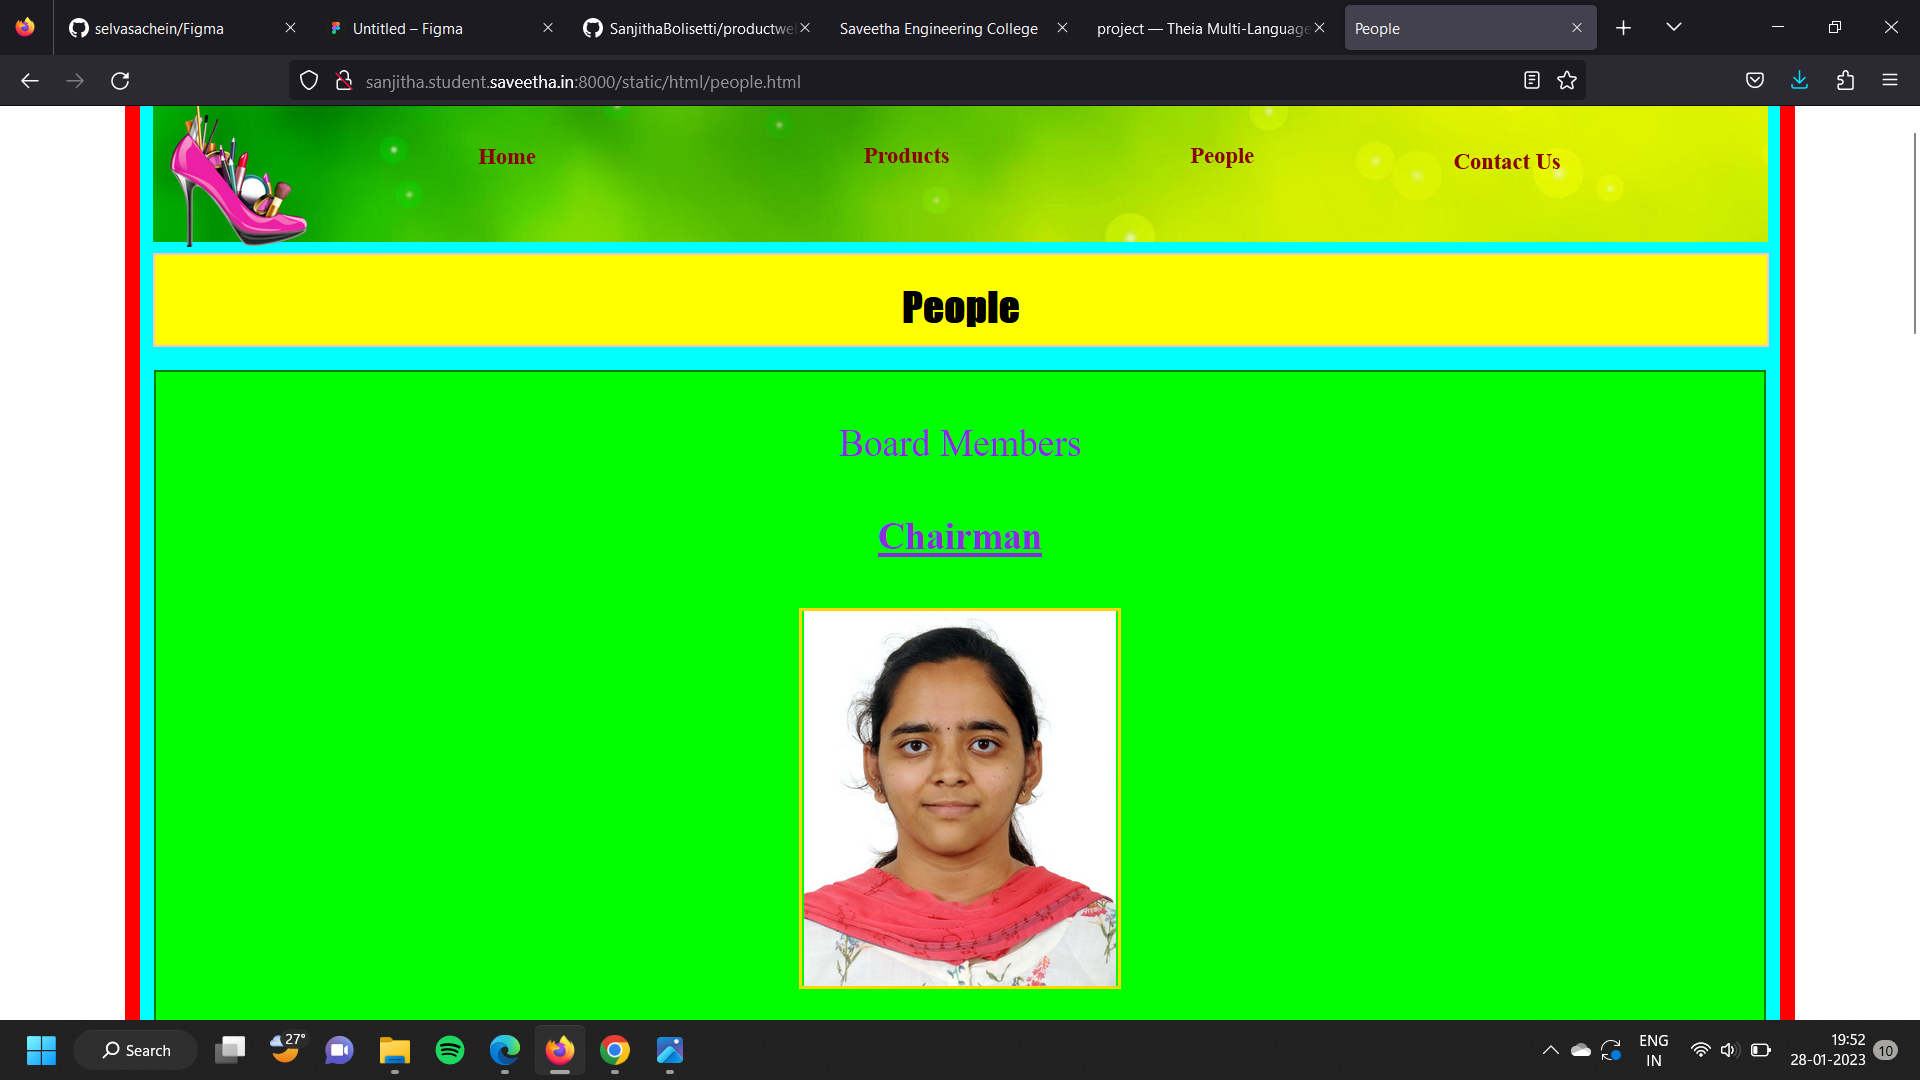 selvasachein/Figma
Untitled – Figma
SanjithaBolisetti/productwe
Saveetha Engineering College
project — Theia Multi-Language
People
sanjitha.student.saveetha.in:8000/static/html/people.html
Home
Products
People
Contact Us
People
Board Members
Chairman
27°
Search
ENG
IN
19:52
28-01-2023
10